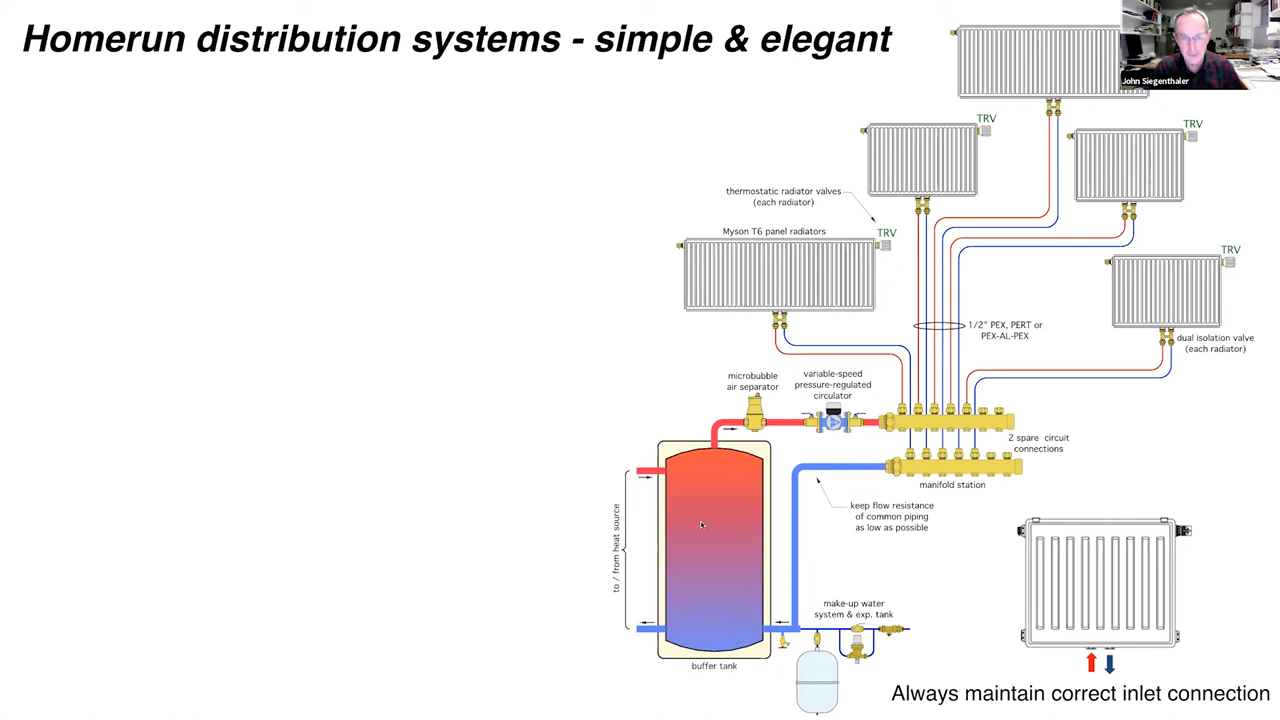 Homerun distribution systems - simple & elegant
John Siegenthaler
TRV
TRV
thermostatic radiator valves
(each radiator)
Myson T6 panel radiators
TRV
TRV
1/2" PEX, PERT or
PEX-AL-PEX
dual isolation valve
(each radiator)
microbubble
air separator
variable-speed
pressure-regulated
circulator
2 spare circuit
connections
manifold station
keep flow resistance
of common piping
as low as possible
to / from heat source
make-up water
system & exp. tank
buffer tank
Always maintain correct inlet connection